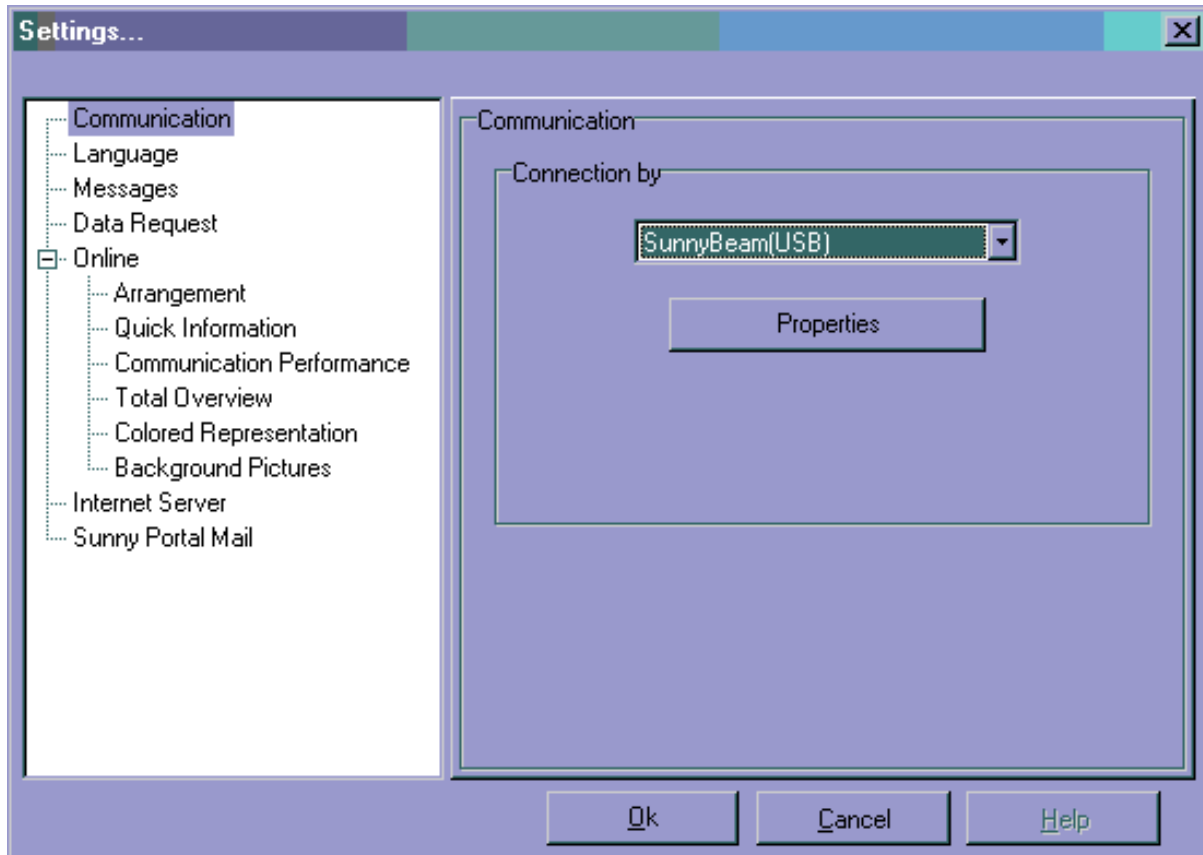 Settings...
Communication
Language
Messages
Data Request
Online
Arrangement
Quick Information
Communication Performance
Total Overview
Colored Representation
Background Pictures
Internet Server
Sunny Portal Mail
Communication
Connection by
SunnyBeam(USB)
Properties
Ok
Cancel
Help